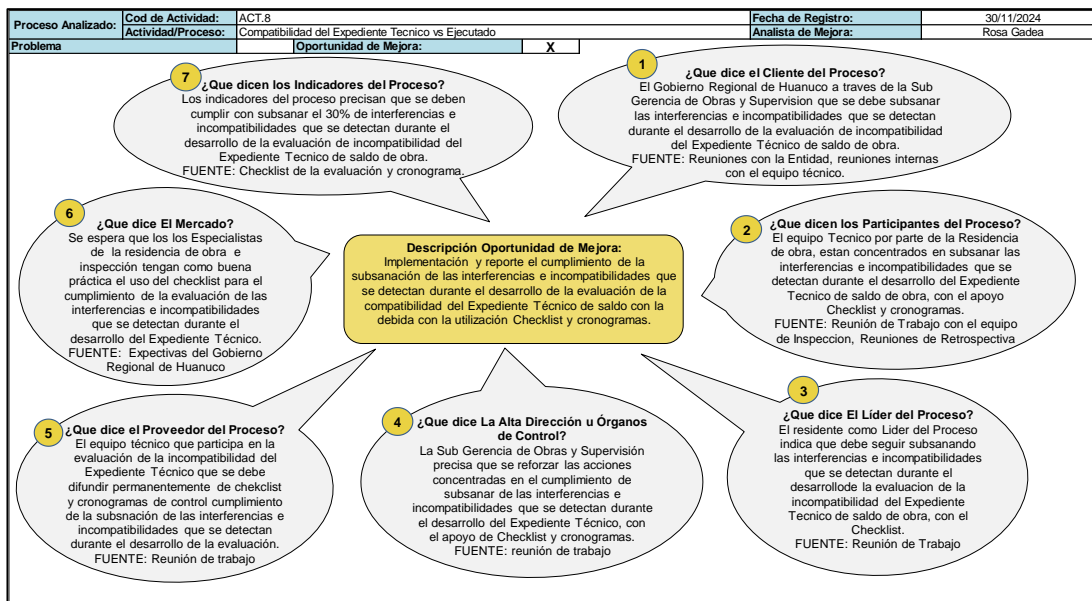 Proceso Analizado:
Cod de Actividad:
ACT.8
Fecha de Registro:
30/11/2024
Actividad/Proceso:
Compatibilidad del Expediente Tecnico vs Ejecutado
Analista de Mejora:
Rosa Gadea
Problema
Oportunidad de Mejora:
X
7
¿Que dicen los Indicadores del Proceso?
Los indicadores del proceso precisan que se deben
cumplir con subsanar el 30% de interferencias e
incompatibilidades que se detectan durante el
desarrollo de la evaluación de incompatibilidad del
Expediente Tecnico de saldo de obra.
FUENTE: Checklist de la evaluación y cronograma.
1
¿Que dice el Cliente del Proceso?
El Gobierno Regional de Huanuco a traves de la Sub
Gerencia de Obras y Supervision que se debe subsanar
las interferencias e incompatibilidades que se detectan
durante el desarrollo de la evaluación de incompatibilidad
del Expediente Técnico de saldo de obra.
FUENTE: Reuniones con la Entidad, reuniones internas
con el equipo técnico.
6
¿Que dice El Mercado?
Se espera que los los Especialistas
de la residencia de obra e
inspección tengan como buena
práctica el uso del checklist para el
cumplimiento de la evaluación de las
interferencias e incompatibilidades
que se detectan durante el
desarrollo del Expediente Técnico.
FUENTE: Expectivas del Gobierno
Regional de Huanuco
Descripción Oportunidad de Mejora:
Implementación y reporte el cumplimiento de la
subsanación de las interferencias e incompatibilidades que
se detectan durante el desarrollo de la evaluación de la
compatibilidad del Expediente Técnico de saldo con la
debida con la utilización Checklist y cronogramas.
2
¿Que dicen los Participantes del Proceso?
El equipo Tecnico por parte de la Residencia
de obra, estan concentrados en subsanar las
interferencias e incompatibilidades que se
detectan durante el desarrollo del Expediente
Tecnico de saldo de obra, con el apoyo
Checklist y cronogramas.
FUENTE: Reunión de Trabajo con el equipo
de Inspeccion, Reuniones de Retrospectiva
5
¿Que dice el Proveedor del Proceso?
El equipo técnico que participa en la
evaluación de la incompatibilidad del
Expediente Técnico que se debe
difundir permanentemente de chekclist
y cronogramas de control cumplimiento
de la subsnación de las interferencias e
incompatibilidades que se detectan
durante el desarrollo de la evaluación.
FUENTE: Reunión de trabajo
4
¿Que dice La Alta Dirección u Órganos
de Control?
La Sub Gerencia de Obras y Supervisión
precisa que se reforzar las acciones
concentradas en el cumplimiento de
subsanar de las interferencias e
incompatibilidades que se detectan durante
el desarrollo del Expediente Técnico, con
el apoyo de Checklist y cronogramas.
FUENTE: reunión de trabajo
3
¿Que dice El Líder del Proceso?
El residente como Lider del Proceso
indica que debe seguir subsanando
las interferencias e incompatibilidades
que se detectan durante el
desarrollode la evaluacion de la
incompatibilidad del Expediente
Tecnico de saldo de obra, con el
Checklist.
FUENTE: Reunión de Trabajo